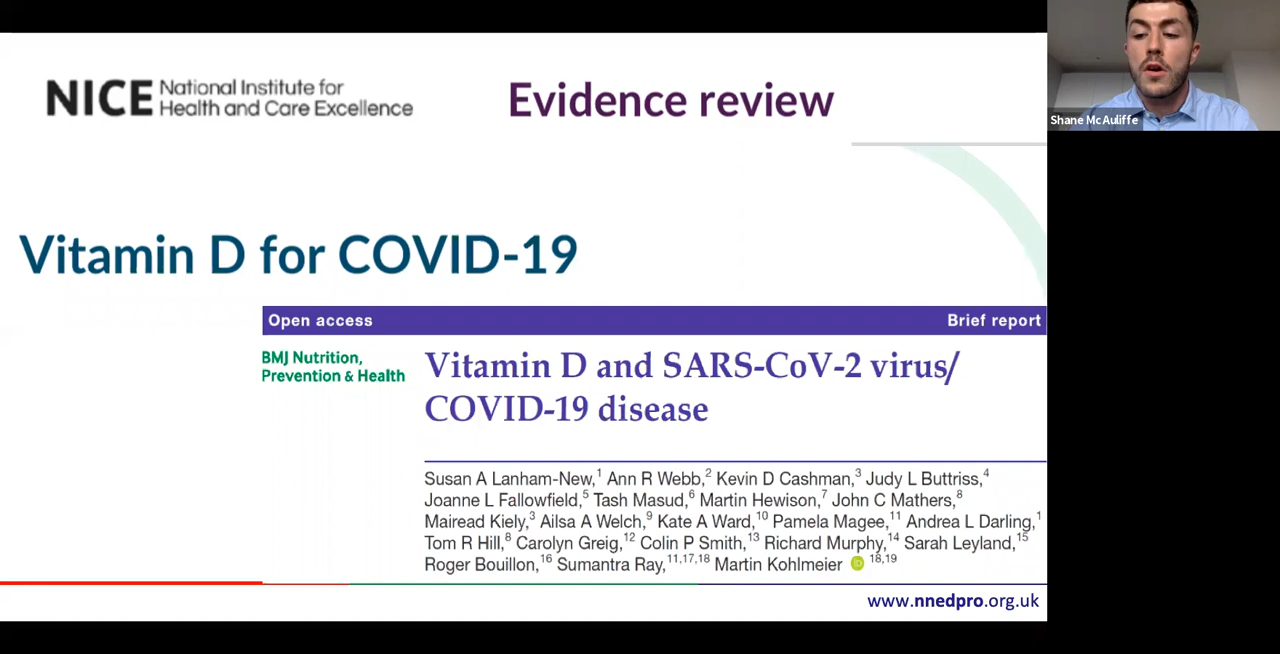 NICE National Institute for
Health and Care Excellence
Evidence review
Shane McAuliffe
Vitamin D for COVID-19
Open access
Brief report
BMJ Nutrition,
Prevention & Health
Vitamin D and SARS-CoV-2 virus/
COVID-19 disease
Susan A Lanham-New,1 Ann R Webb,2 Kevin D Cashman,3 Judy L Buttriss,4
Joanne L Fallowfield,5 Tash Masud,6 Martin Hewison,7 John C Mathers,8
Mairead Kiely,3 Ailsa A Welch,9 Kate A Ward,10 Pamela Magee,11 Andrea L Darling,1
Tom R Hill,8 Carolyn Greig,12 Colin P Smith,13 Richard Murphy,14 Sarah Leyland,15
Roger Bouillon,16 Sumantra Ray,11,17,18 Martin Kohlmeier iD 18,19
www.nnedpro.org.uk